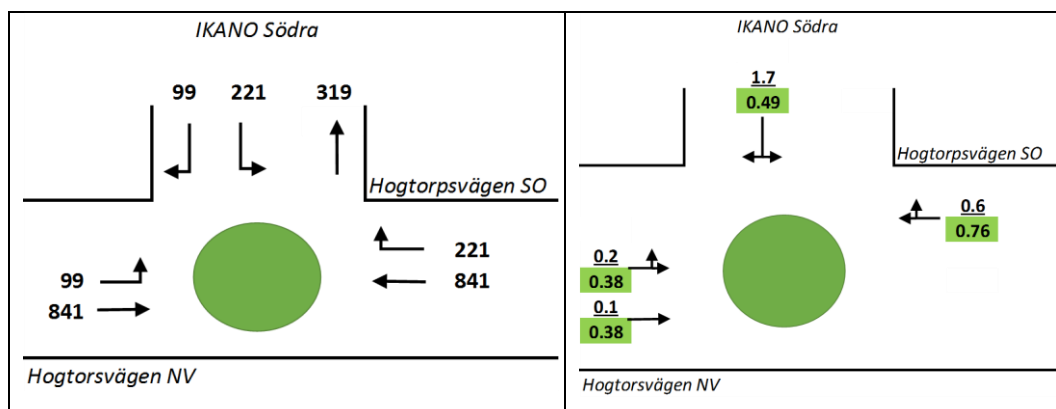 IKANO Södra
99 221 319
Hogtorpsvägen SO
221
99
841
841
Hogtorsvägen NV
IKANO Södra
1.7
0.49
Hogtorpsvägen SO
0.6
0.76
0.2
0.38
0.1
0.38
Hogtorsvägen NV